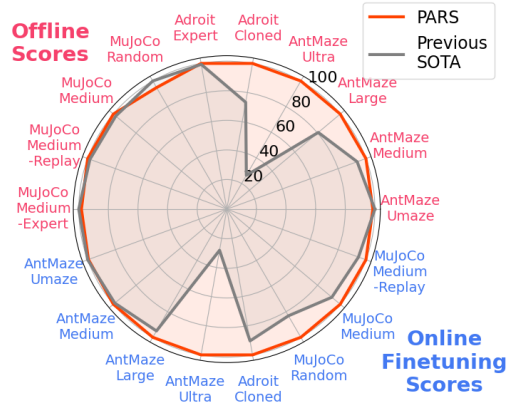 Offline
Scores
PARS
Previous
SOTA
Adroit
Expert
Adroit
Cloned
AntMaze
Ultra
AntMaze
Large
AntMaze
Medium
AntMaze
Umaze
MuJoCo
Random
MuJoCo
Medium
MuJoCo
Medium
-Replay
MuJoCo
Medium
-Expert
100
80
60
40
20
AntMaze
Umaze
AntMaze
Medium
AntMaze
Large
AntMaze
Ultra
Adroit
Cloned
MuJoCo
Random
MuJoCo
Medium
MuJoCo
Medium
-Replay
Online
Finetuning
Scores